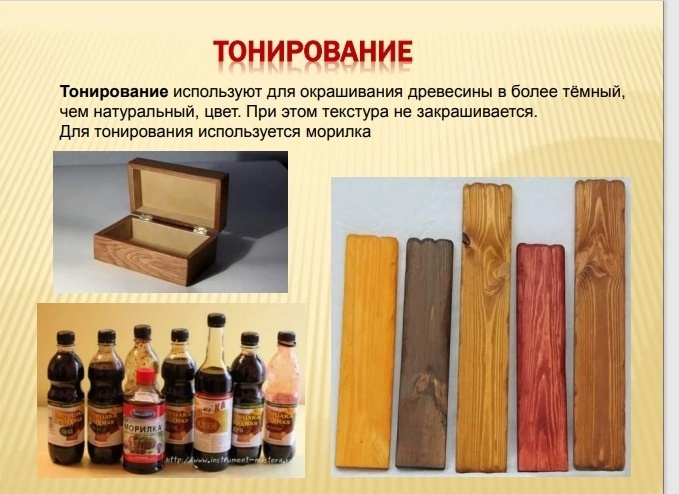 ТОНИРОВАНИЕ
Тонирование используют для окрашивания древесины в более тёмный,
чем натуральный, цвет. При этом текстура не закрашивается.
Для тонирования используется морилка
МОРИЛКА
http://www.instrument-mastera.ru